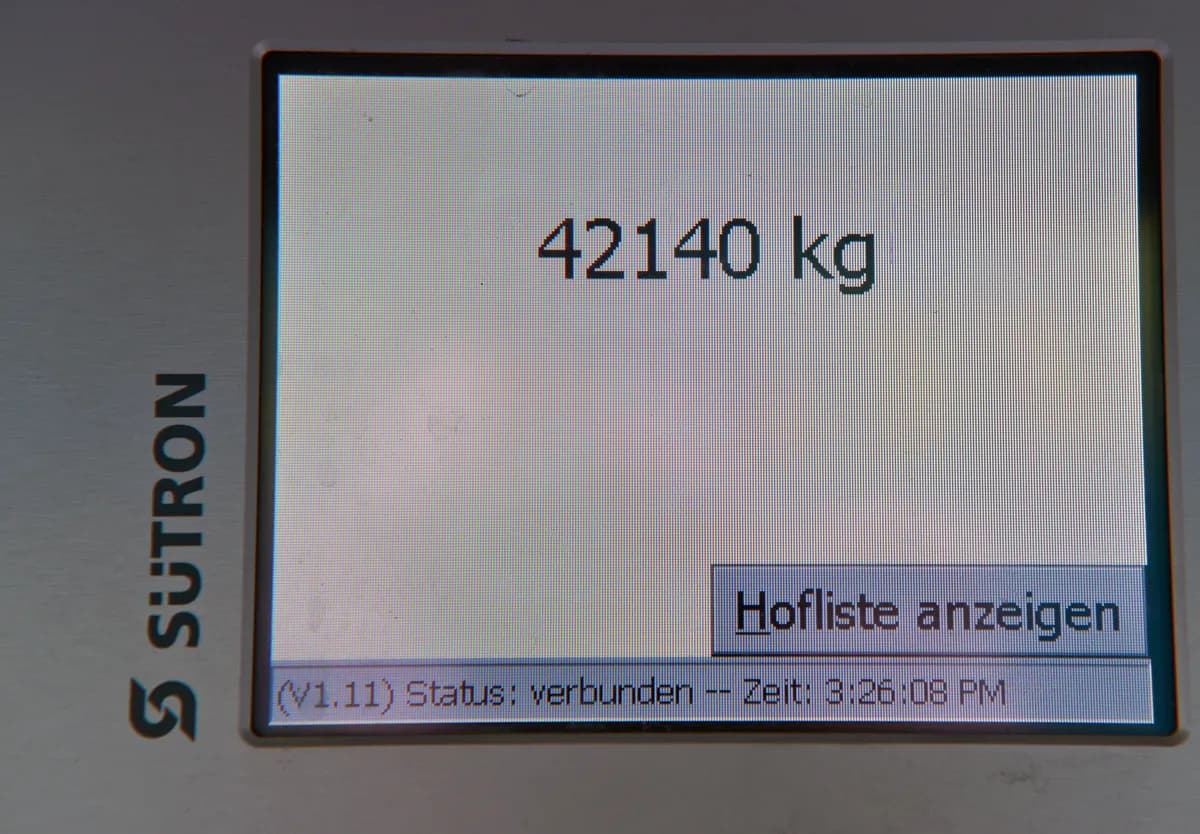 SÜTRON
42140 kg
Hofliste anzeigen
(V1.11) Status: verbunden -- Zeit: 3:26:08 PM